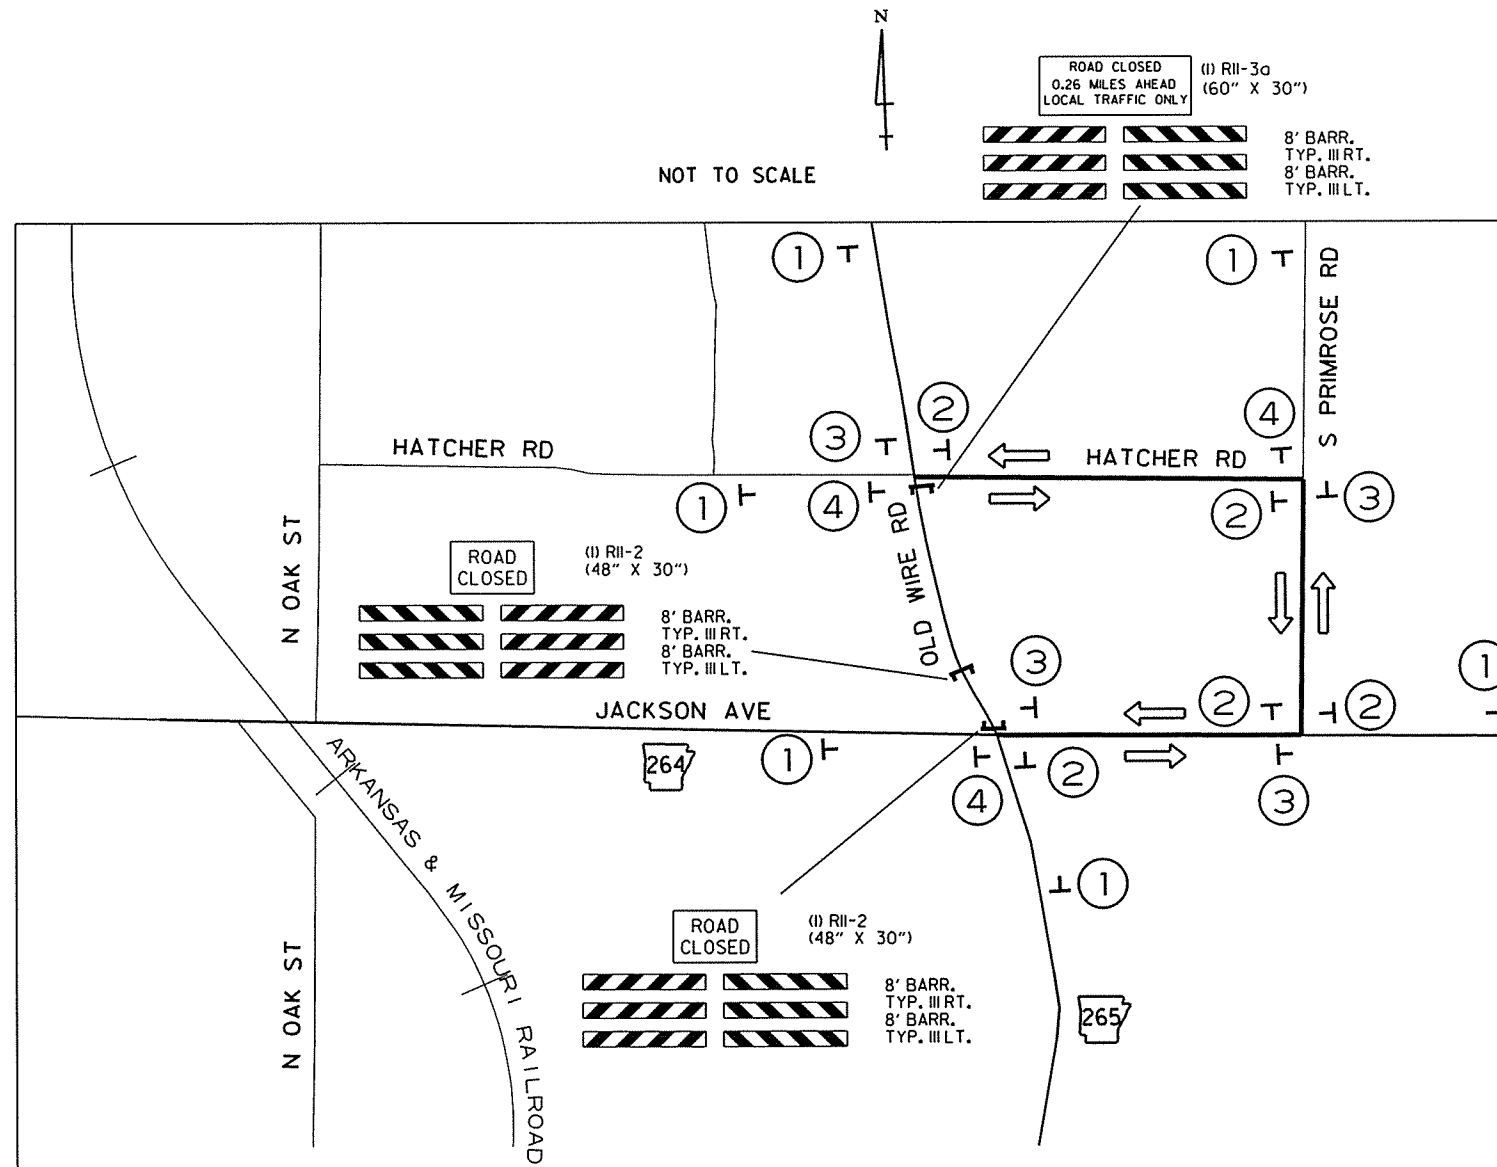 N
ROAD CLOSED
0.26 MILES AHEAD
LOCAL TRAFFIC ONLY
(1) R11-3a
(60" X 30")
8' BARR.
TYP. III RT.
8' BARR.
TYP. III LT.
NOT TO SCALE
1
1
S PRIMROSE RD
2
3
4
HATCHER RD
HATCHER RD
1
4
2
3
OLD WIRE RD
N OAK ST
ROAD
CLOSED
(1) R11-2
(48" X 30")
8' BARR.
TYP. III RT.
8' BARR.
TYP. III LT.
3
1
2
2
JACKSON AVE
264
1
4
2
3
ARKANSAS & MISSOURI RAILROAD
1
ROAD
CLOSED
(1) R11-2
(48" X 30")
8' BARR.
TYP. III RT.
8' BARR.
TYP. III LT.
N OAK ST
265